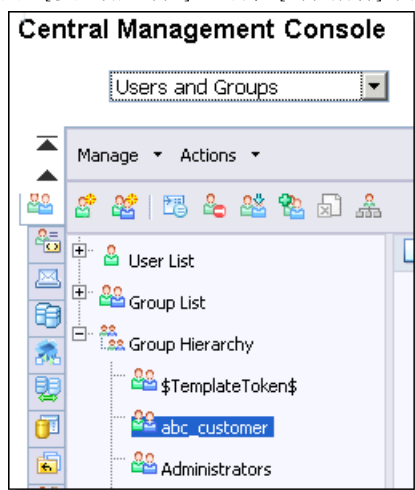 Central Management Console
Users and Groups
Manage Actions
User List
Group List
Group Hierarchy
$TemplateToken$
abc_customer
Administrators